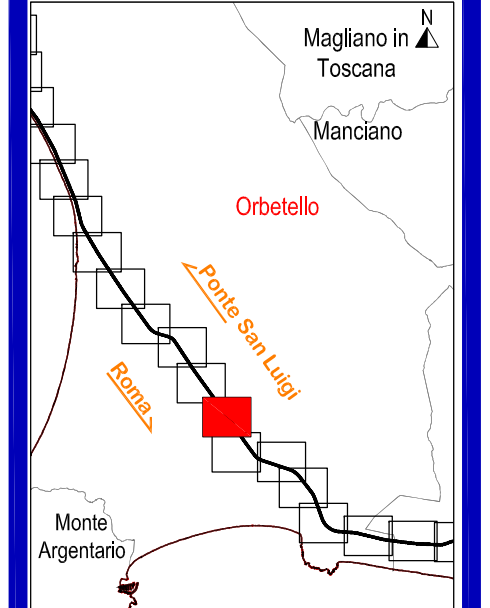 N
Magliano in
Toscana
Manciano
Orbetello
Ponte San Luigi
Roma
Monte
Argentario